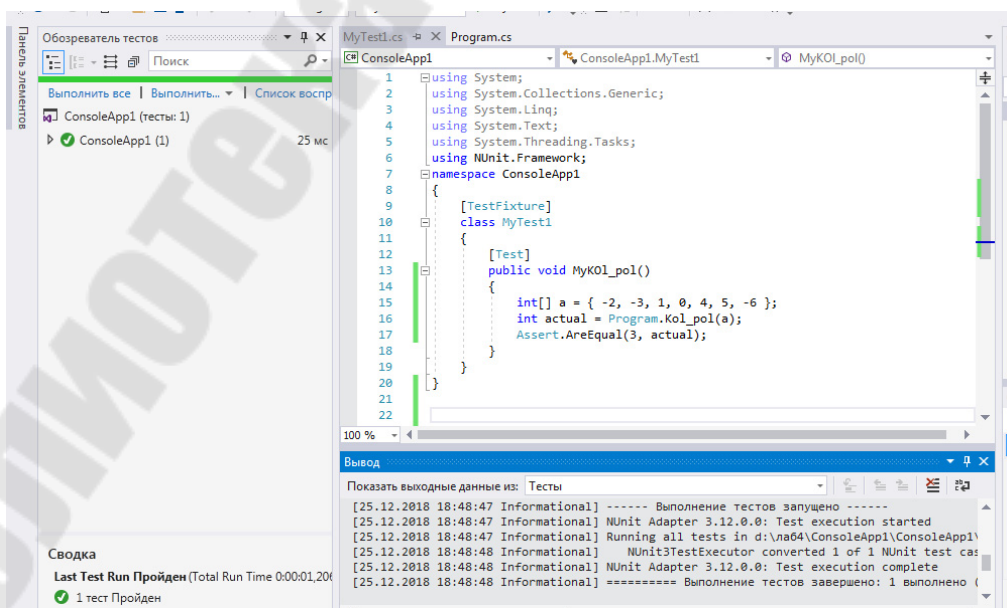 Панель элементов
Обозреватель тестов
Поиск
Выполнить все | Выполнить... | Список воспр
ConsoleApp1 (тесты: 1)
ConsoleApp1 (1) 25 мс
Сводка
Last Test Run Пройден (Total Run Time 0:00:01,206
1 тест Пройден
MyTest1.cs Program.cs
C# ConsoleApp1 ConsoleApp1.MyTest1 MyKOl_pol()
1 using System;
2 using System.Collections.Generic;
3 using System.Linq;
4 using System.Text;
5 using System.Threading.Tasks;
6 using NUnit.Framework;
7 namespace ConsoleApp1
8 {
9 [TestFixture]
10 class MyTest1
11 {
12 [Test]
13 public void MyKOl_pol()
14 {
15 int[] a = { -2, -3, 1, 0, 4, 5, -6 };
16 int actual = Program.Kol_pol(a);
17 Assert.AreEqual(3, actual);
18 }
19 }
20 }
21
22
100 %
Вывод
Показать выходные данные из: Тесты
[25.12.2018 18:48:47 Informational] ------ Выполнение тестов запущено ------
[25.12.2018 18:48:47 Informational] NUnit Adapter 3.12.0.0: Test execution started
[25.12.2018 18:48:47 Informational] Running all tests in d:\лаб4\ConsoleApp1\ConsoleApp1\
[25.12.2018 18:48:48 Informational] NUnit3TestExecutor converted 1 of 1 NUnit test cas
[25.12.2018 18:48:48 Informational] NUnit Adapter 3.12.0.0: Test execution complete
[25.12.2018 18:48:48 Informational] ========== Выполнение тестов завершено: 1 выполнено (